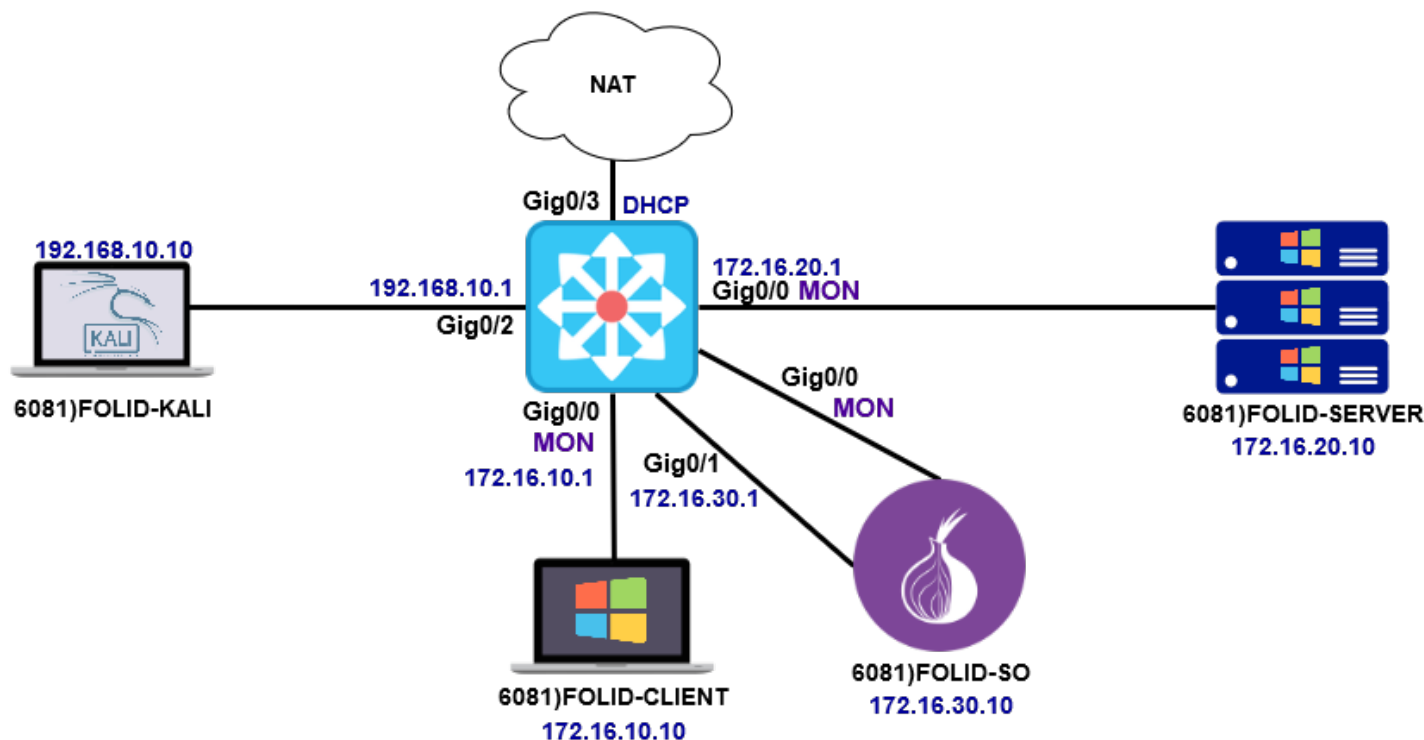 NAT
Gig0/3
DHCP
192.168.10.10
192.168.10.1
Gig0/2
KALI
6081)FOLID-KALI
172.16.20.1
Gig0/0 MON
6081)FOLID-SERVER
172.16.20.10
Gig0/0
MON
Gig0/0
MON
172.16.10.1
Gig0/1
172.16.30.1
6081)FOLID-CLIENT
172.16.10.10
6081)FOLID-SO
172.16.30.10